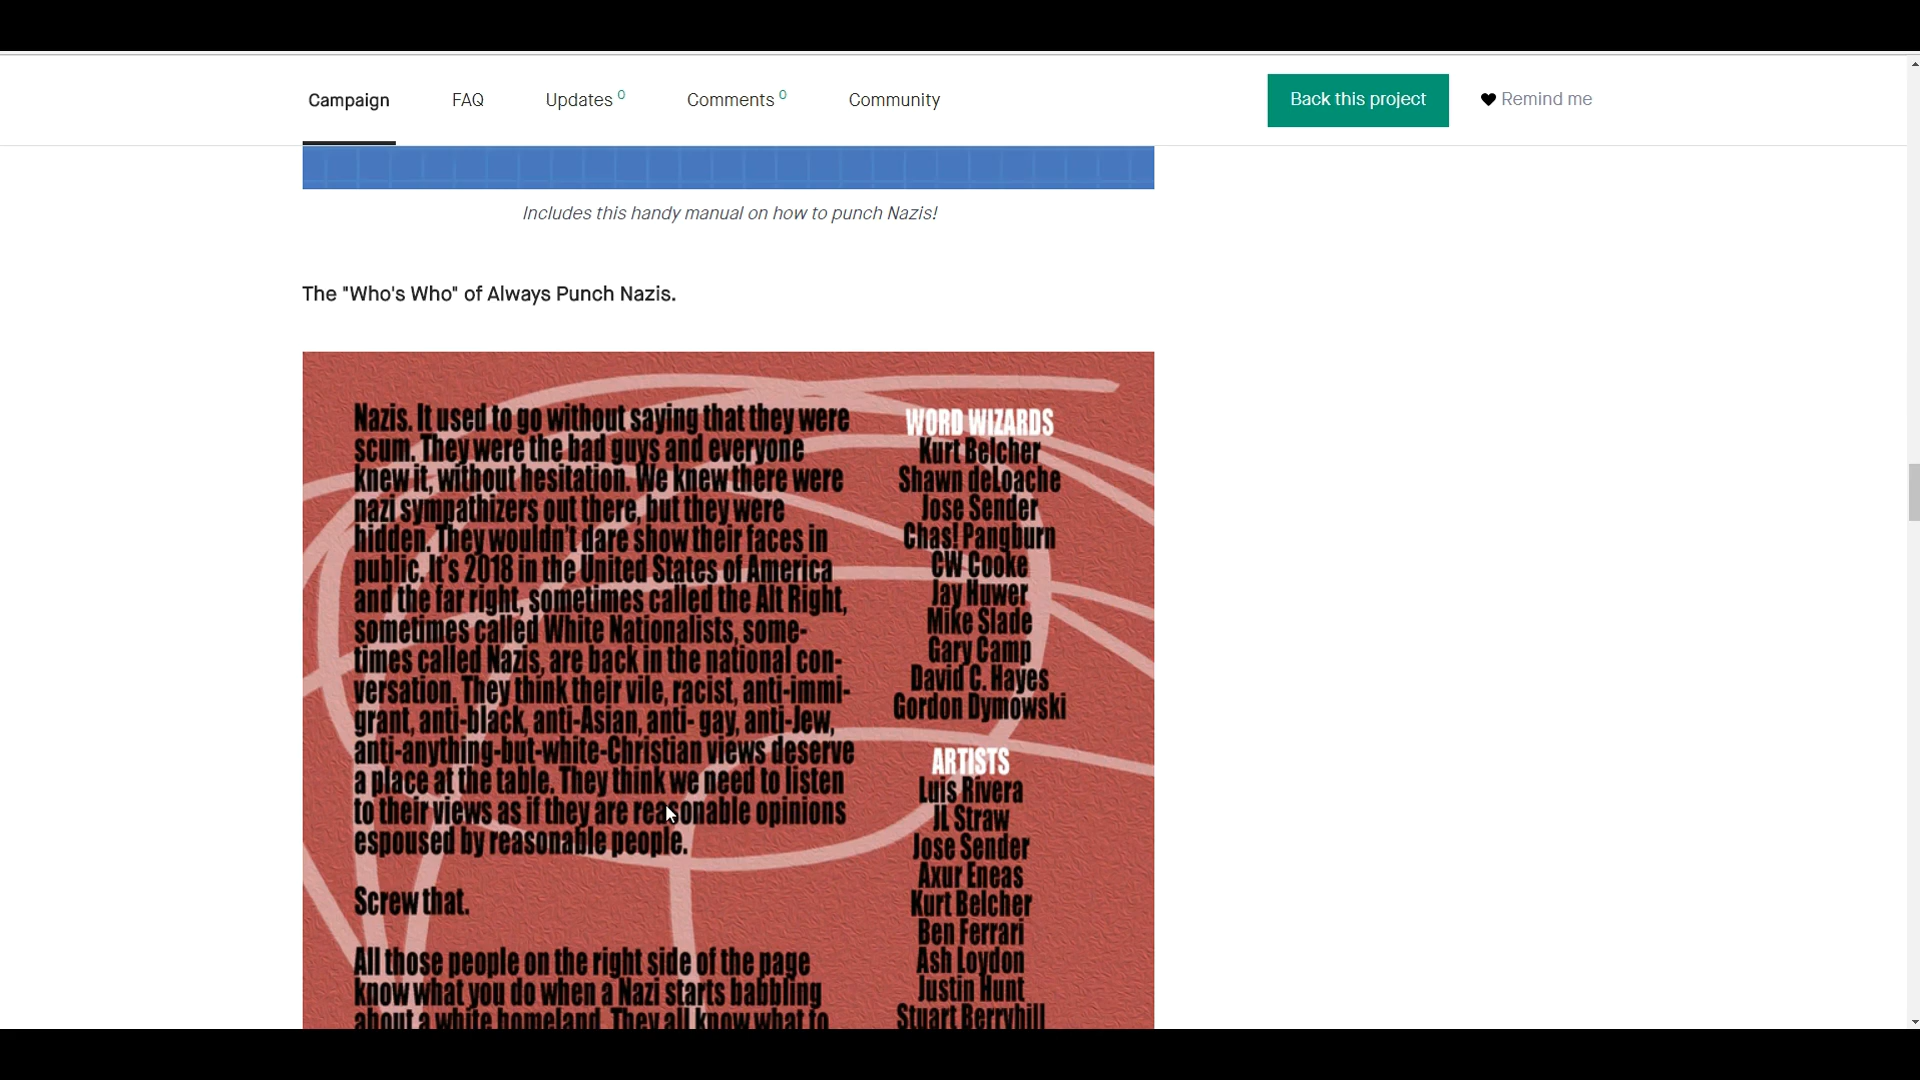 Campaign
FAQ
Updates 0
Comments 0
Community
Back this project
Remind me
Includes this handy manual on how to punch Nazis!
The "Who's Who" of Always Punch Nazis.
Nazis. It used to go without saying that they were
scum. They were the bad guys and everyone
knew it, without hesitation. We knew there were
nazi sympathizers out there, but they were
hidden. They wouldn't dare show their faces in
public. It's 2018 in the United States of America
and the far right, sometimes called the Alt Right,
sometimes called White Nationalists, some-
times called Nazis, are back in the national con-
versation. They think their vile, racist, anti-immi-
grant, anti-black, anti-Asian, anti- gay, anti-Jew,
anti-anything-but-white-Christian views deserve
a place at the table. They think we need to listen
to their views as if they are reasonable opinions
espoused by reasonable people.
Screw that.
All those people on the right side of the page
know what you do when a Nazi starts babbling
about a white homeland. They all know what to
WORD WIZARDS
Kurt Belcher
Shawn deLoache
Jose Sender
Chas! Pangburn
CW Cooke
Jay Huwer
Mike Slade
Gary Camp
David C. Hayes
Gordon Dymowski
ARTISTS
Luis Rivera
JL Straw
Jose Sender
Axur Eneas
Kurt Belcher
Ben Ferrari
Ash Loydon
Justin Hunt
Stuart Berryhill